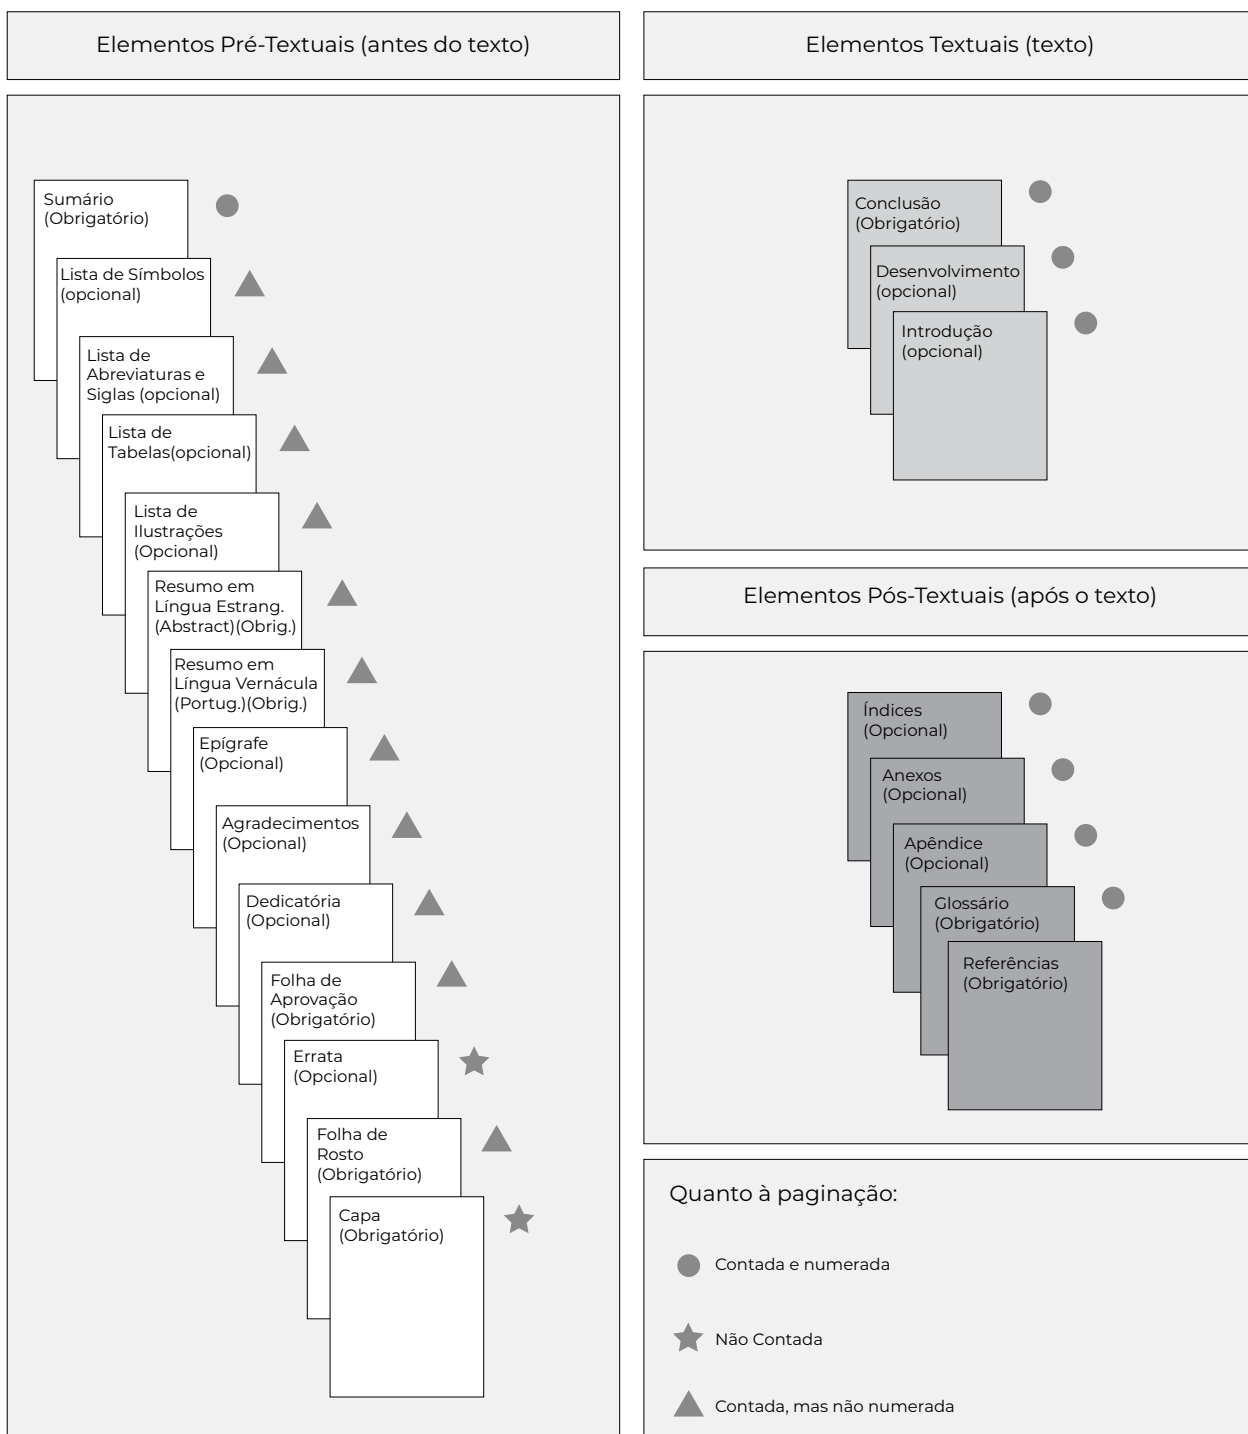 Elementos Pré-Textuais (antes do texto)
Sumário
(Obrigatório)
Lista de Símbolos
(opcional)
Lista de
Abreviaturas e
Siglas (opcional)
Lista de
Tabelas(opcional)
Lista de
Ilustrações
(Opcional)
Resumo em
Língua Estrang.
(Abstract)(Obrig.)
Resumo em
Língua Vernácula
(Portug.)(Obrig.)
Epígrafe
(Opcional)
Agradecimentos
(Opcional)
Dedicatória
(Opcional)
Folha de
Aprovação
(Obrigatório)
Errata
(Opcional)
Folha de
Rosto
(Obrigatório)
Capa
(Obrigatório)
Elementos Textuais (texto)
Conclusão
(Obrigatório)
Desenvolvimento
(opcional)
Introdução
(opcional)
Elementos Pós-Textuais (após o texto)
Índices
(Opcional)
Anexos
(Opcional)
Apêndice
(Opcional)
Glossário
(Obrigatório)
Referências
(Obrigatório)
Quanto à paginação:
Contada e numerada
Não Contada
Contada, mas não numerada